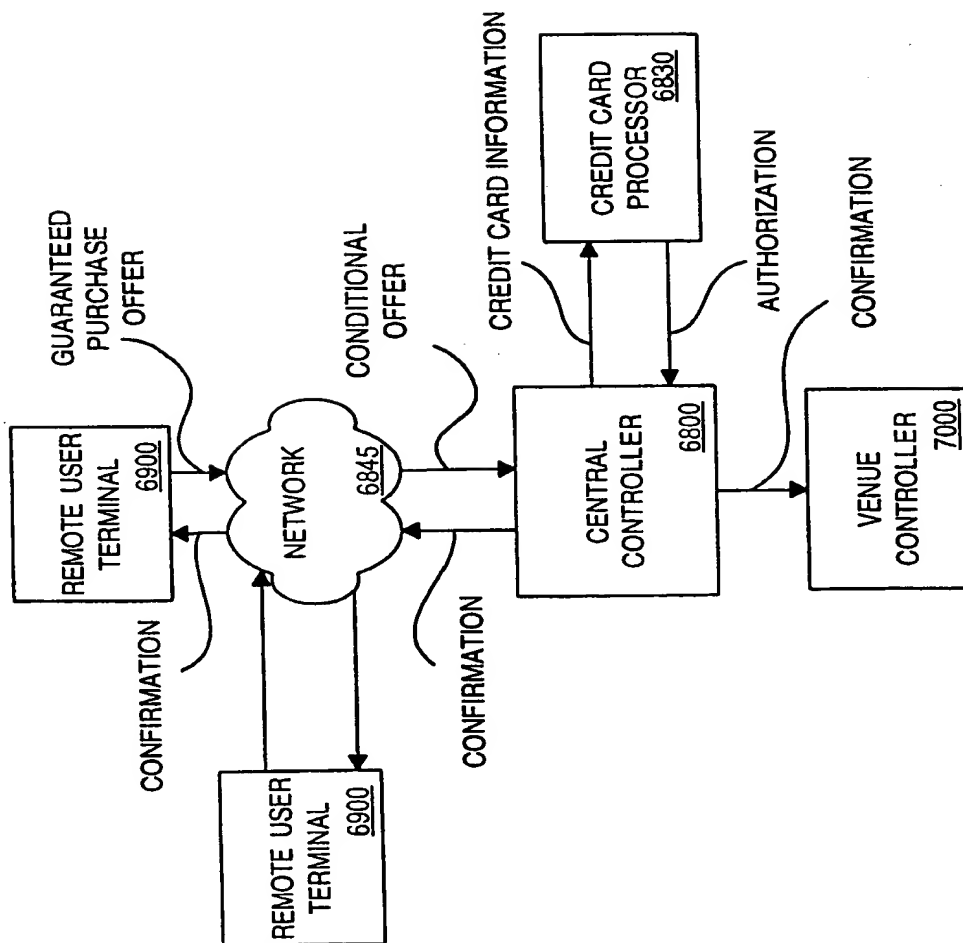 REMOTE USER
TERMINAL
6900
GUARANTEED
PURCHASE
OFFER
CONFIRMATION
NETWORK
6845
REMOTE USER
TERMINAL
6900
CONDITIONAL
OFFER
CONFIRMATION
CREDIT CARD INFORMATION
CREDIT CARD
PROCESSOR
6830
CENTRAL
CONTROLLER
6800
AUTHORIZATION
CONFIRMATION
VENUE
CONTROLLER
7000